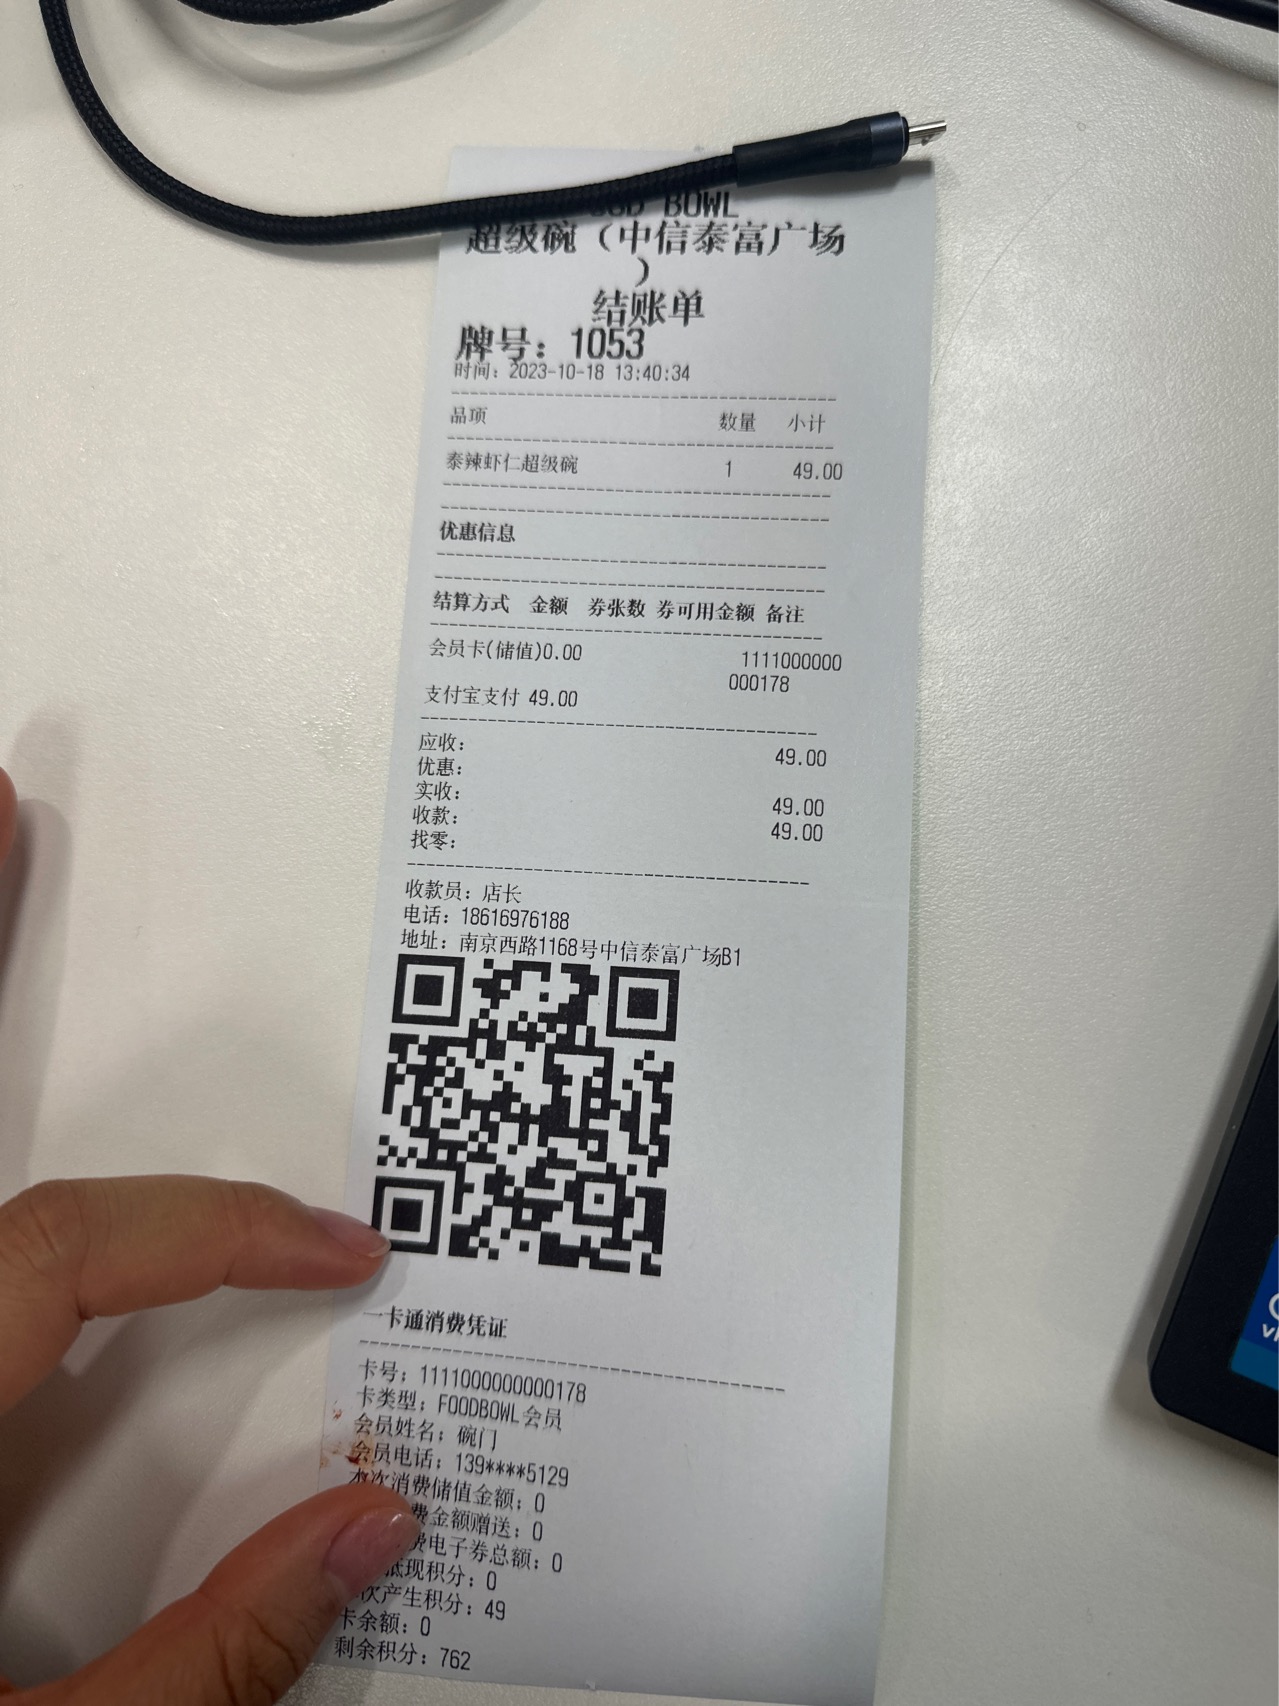 BOWL
超级碗（中信泰富广场
）
结账单
牌号：1053
时间：2023-10-18 13:40:34
品项 数量 小计
泰辣虾仁超级碗 1 49.00
优惠信息
结算方式 金额 券张数 券可用金额 备注
会员卡(储值)0.00 1111000000
000178
支付宝支付 49.00
应收： 49.00
优惠：
实收： 49.00
收款： 49.00
找零：
收款员：店长
电话：18616976188
地址：南京西路1168号中信泰富广场B1
一卡通消费凭证
卡号：1111000000000178
卡类型：FOODBOWL会员
会员姓名：碗门
会员电话：139****5129
本次消费储值金额：0
费金额赠送：0
费电子券总额：0
抵现积分：0
次产生积分：49
卡余额：0
剩余积分：762